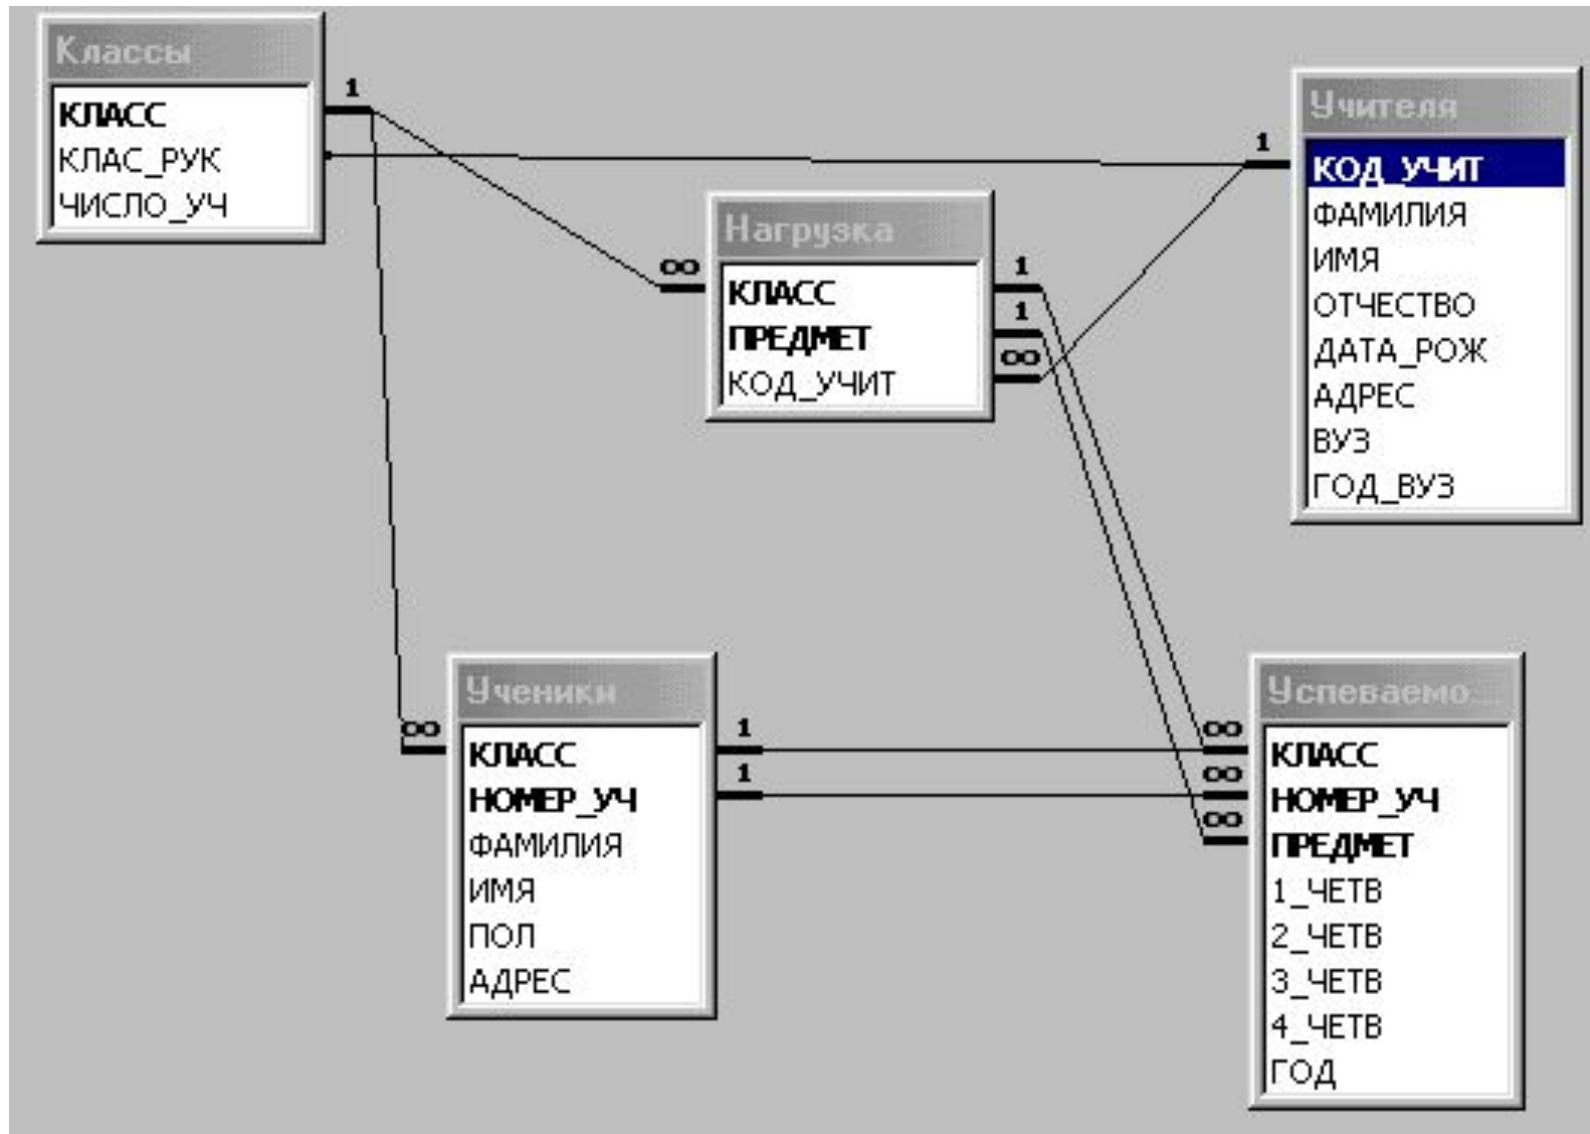 Классы
КЛАСС
КЛАС_РУК
ЧИСЛО_УЧ
1
1
Учителя
КОД_УЧИТ
ФАМИЛИЯ
ИМЯ
ОТЧЕСТВО
ДАТА_РОЖ
АДРЕС
ВУЗ
ГОД_ВУЗ
Нагрузка
КЛАСС
ПРЕДМЕТ
КОД_УЧИТ
∞
1
1
∞
Ученики
КЛАСС
НОМЕР_УЧ
ФАМИЛИЯ
ИМЯ
ПОЛ
АДРЕС
∞
1
1
∞
∞
∞
Успеваемо...
КЛАСС
НОМЕР_УЧ
ПРЕДМЕТ
1_ЧЕТВ
2_ЧЕТВ
3_ЧЕТВ
4_ЧЕТВ
ГОД